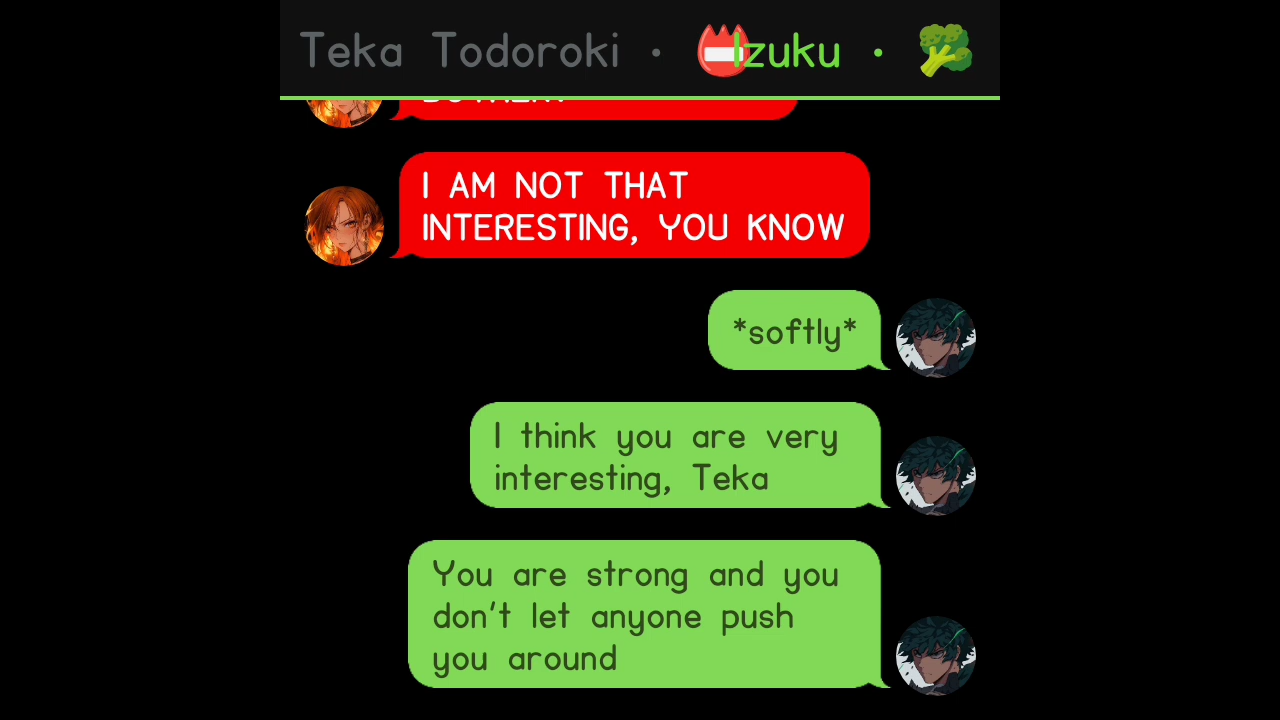 Teka Todoroki · Izuku ·
I AM NOT THAT
INTERESTING, YOU KNOW
*softly*
I think you are very
interesting, Teka
You are strong and you
don't let anyone push
you around